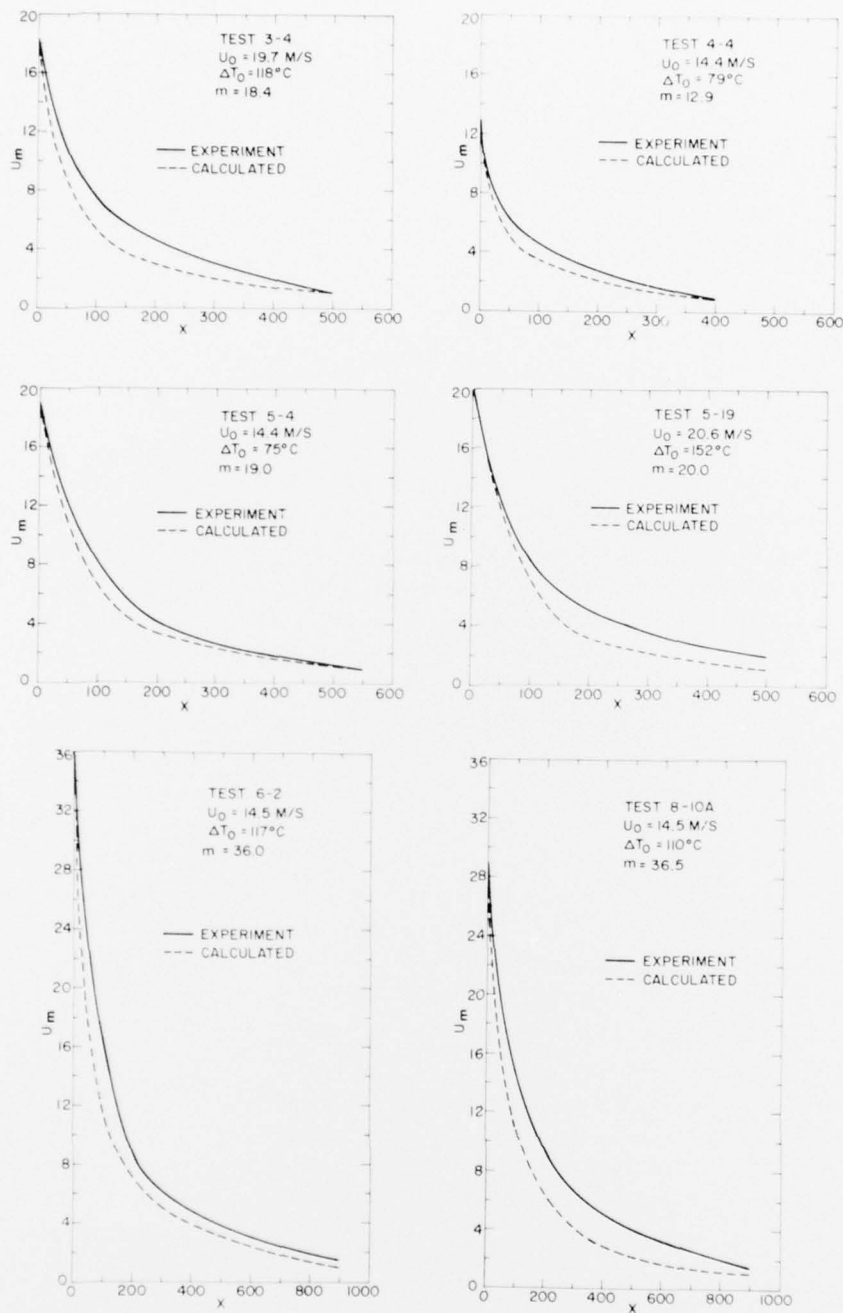 TEST 3-4
U₀ = 19.7 M/S
ΔT₀ = 118°C
m = 18.4
EXPERIMENT
CALCULATED
20
16
12
8
4
0
Um
0 100 200 300 400 500 600
X
TEST 4-4
U₀ = 14.4 M/S
ΔT₀ = 79°C
m = 12.9
EXPERIMENT
CALCULATED
20
16
12
8
4
0
Um
0 100 200 300 400 500 600
X
TEST 5-4
U₀ = 14.4 M/S
ΔT₀ = 75°C
m = 19.0
EXPERIMENT
CALCULATED
20
16
12
8
4
0
Um
0 100 200 300 400 500 600
X
TEST 5-19
U₀ = 20.6 M/S
ΔT₀ = 152°C
m = 20.0
EXPERIMENT
CALCULATED
20
16
12
8
4
0
Um
0 100 200 300 400 500 600
X
TEST 6-2
U₀ = 14.5 M/S
ΔT₀ = 117°C
m = 36.0
EXPERIMENT
CALCULATED
36
32
28
24
20
16
12
8
4
0
Um
0 200 400 600 800 1000
X
TEST 8-10A
U₀ = 14.5 M/S
ΔT₀ = 110°C
m = 36.5
EXPERIMENT
CALCULATED
36
32
28
24
20
16
12
8
4
0
Um
0 200 400 600 800 1000
X